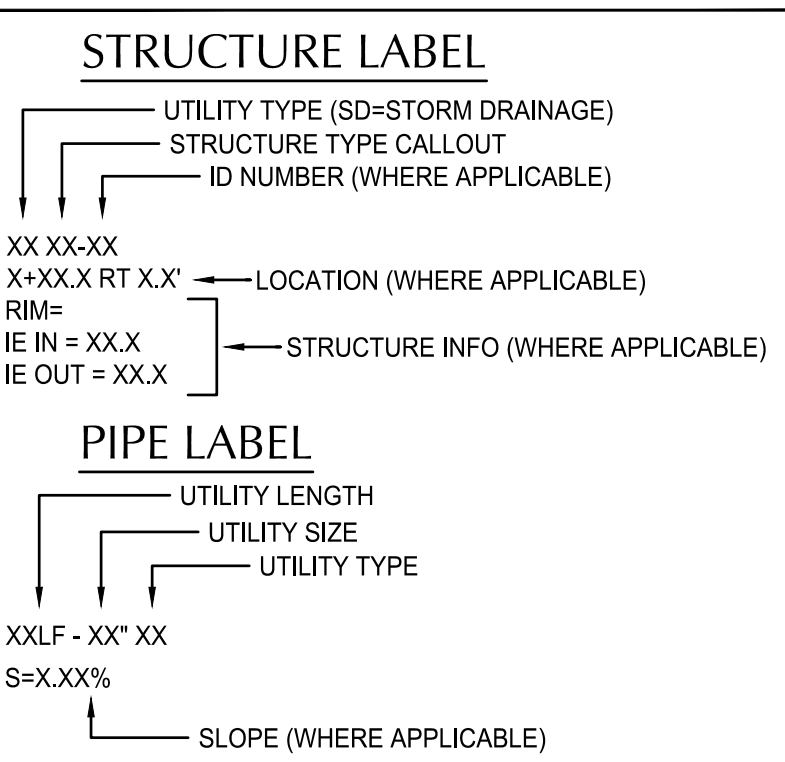 STRUCTURE LABEL
UTILITY TYPE (SD=STORM DRAINAGE)
STRUCTURE TYPE CALLOUT
ID NUMBER (WHERE APPLICABLE)
XX XX-XX
X+XX.X RT X.X'
LOCATION (WHERE APPLICABLE)
RIM=
IE IN = XX.X
STRUCTURE INFO (WHERE APPLICABLE)
IE OUT = XX.X
PIPE LABEL
UTILITY LENGTH
UTILITY SIZE
UTILITY TYPE
XXLF - XX" XX
S=X.XX%
SLOPE (WHERE APPLICABLE)